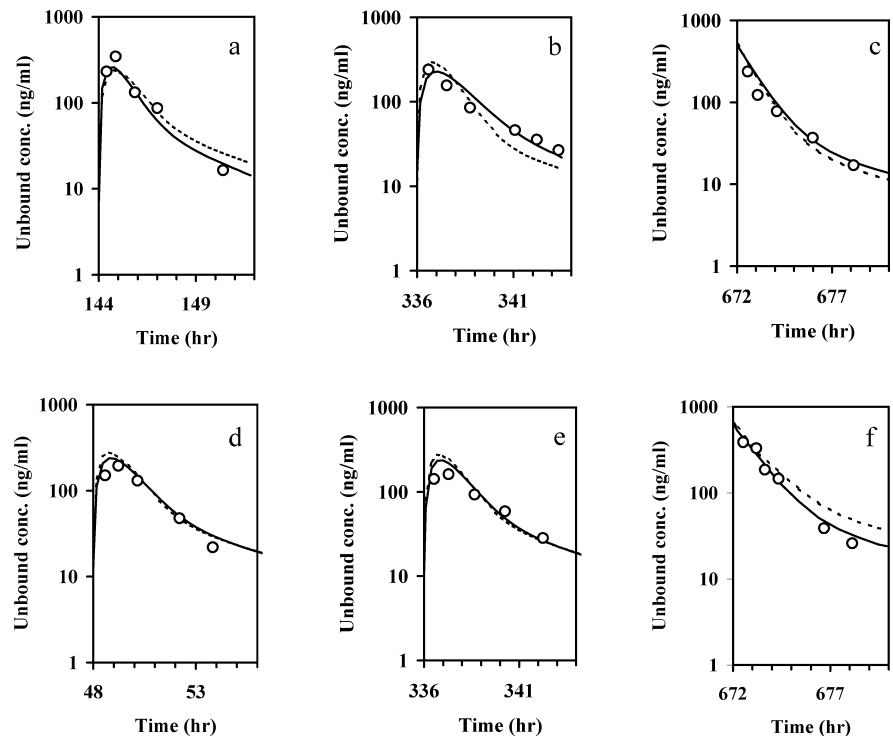 a
Unbound conc. (ng/ml)
1000
100
10
1
144
149
Time (hr)
b
Unbound conc. (ng/ml)
1000
100
10
1
336
341
Time (hr)
c
Unbound conc. (ng/ml)
1000
100
10
1
672
677
Time (hr)
d
Unbound conc. (ng/ml)
1000
100
10
1
48
53
Time (hr)
e
Unbound conc. (ng/ml)
1000
100
10
1
336
341
Time (hr)
f
Unbound conc. (ng/ml)
1000
100
10
1
672
677
Time (hr)